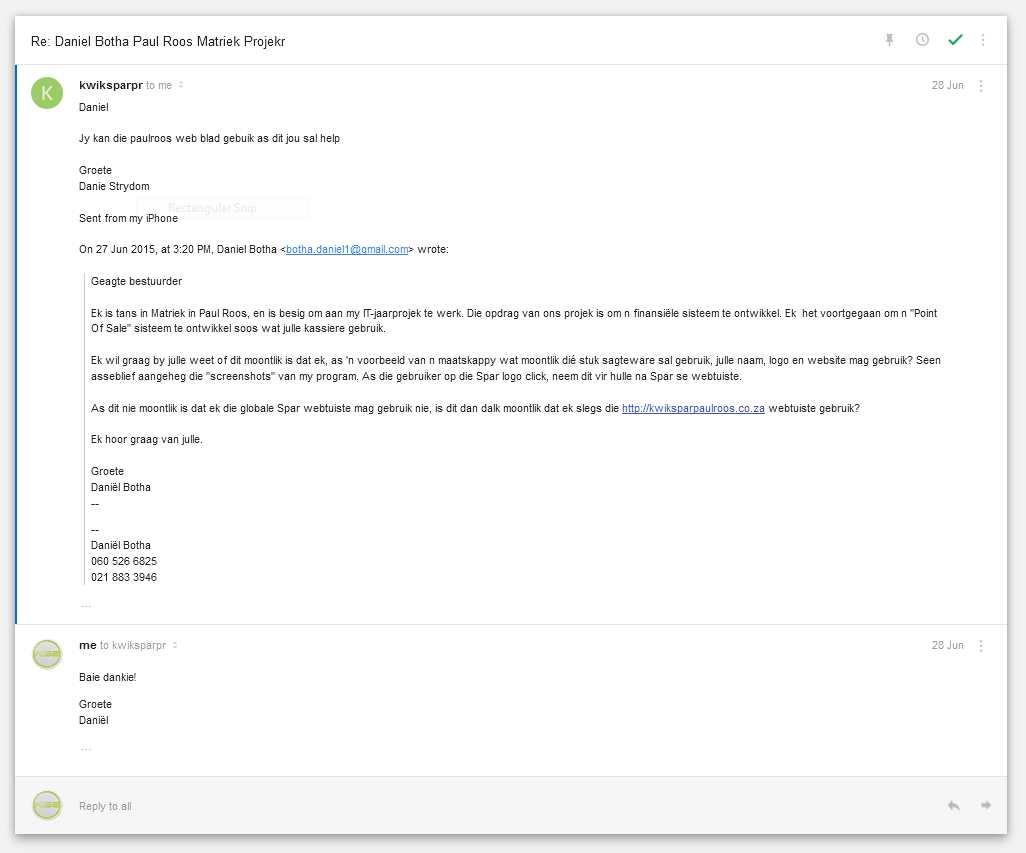 Re: Daniel Botha Paul Roos Matriek Projekr
K
kwiksparpr to me
28 Jun
Daniel
Jy kan die paulroos web blad gebuik as dit jou sal help
Groete
Danie Strydom
Rectangular Snip
Sent from my iPhone
On 27 Jun 2015, at 3:20 PM, Daniel Botha <botha.daniel1@gmail.com> wrote:
Geagte bestuurder
Ek is tans in Matriek in Paul Roos, en is besig om aan my IT-jaarprojek te werk. Die opdrag van ons projek is om n finansiële sisteem te ontwikkel. Ek het voortgegaan om n "Point
Of Sale" sisteem te ontwikkel soos wat julle kassiere gebruik.
Ek wil graag by julle weet of dit moontlik is dat ek, as 'n voorbeeld van n maatskappy wat moontlik dié stuk sagteware sal gebruik, julle naam, logo en website mag gebruik? Seen
asseblief aangeheg die "screenshots" van my program. As die gebruiker op die Spar logo click, neem dit vir hulle na Spar se webtuiste.
As dit nie moontlik is dat ek die globale Spar webtuiste mag gebruik nie, is dit dan dalk moontlik dat ek slegs die http://kwiksparpaulroos.co.za webtuiste gebruik?
Ek hoor graag van julle.
Groete
Daniël Botha
--
--
Daniël Botha
060 526 6825
021 883 3946
...
me to kwiksparpr
28 Jun
Baie dankie!
Groete
Daniël
...
Reply to all